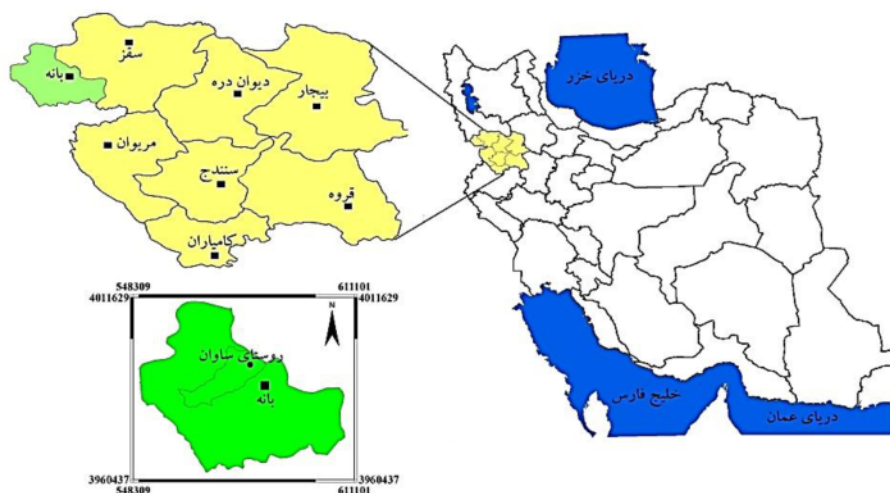 سقز
بانه
دیوان دره
بیجار
مریوان
سنندج
قروه
کامیاران
دریای خزر
خلیج فارس
دریای عمان
548309
611101
4011629
4011629
N
روستای ساوان
بانه
3960437
3960437
548309
611101